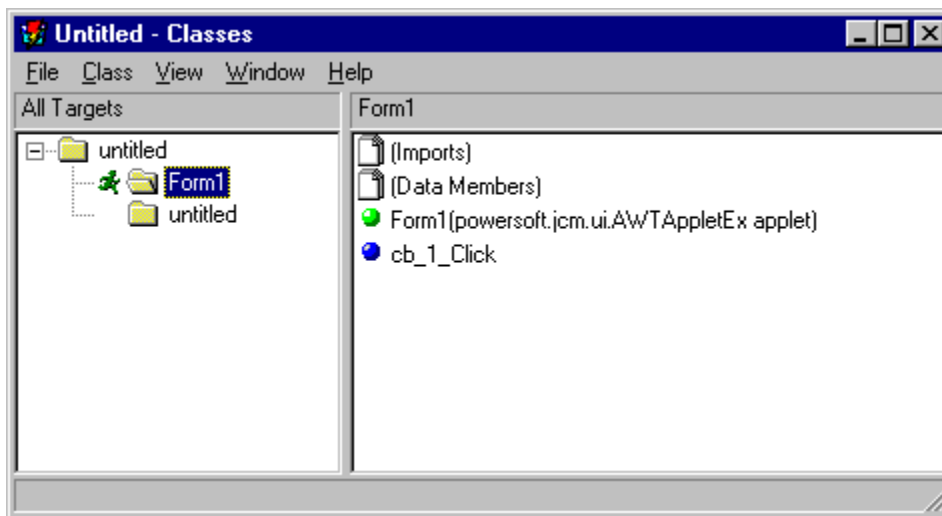 Untitled - Classes
File Class View Window Help
All Targets
Form1
untitled
Form1
untitled
(Imports)
(Data Members)
Form1(powersoft.jcm.ui.AWTAppletEx applet)
cb_1_Click